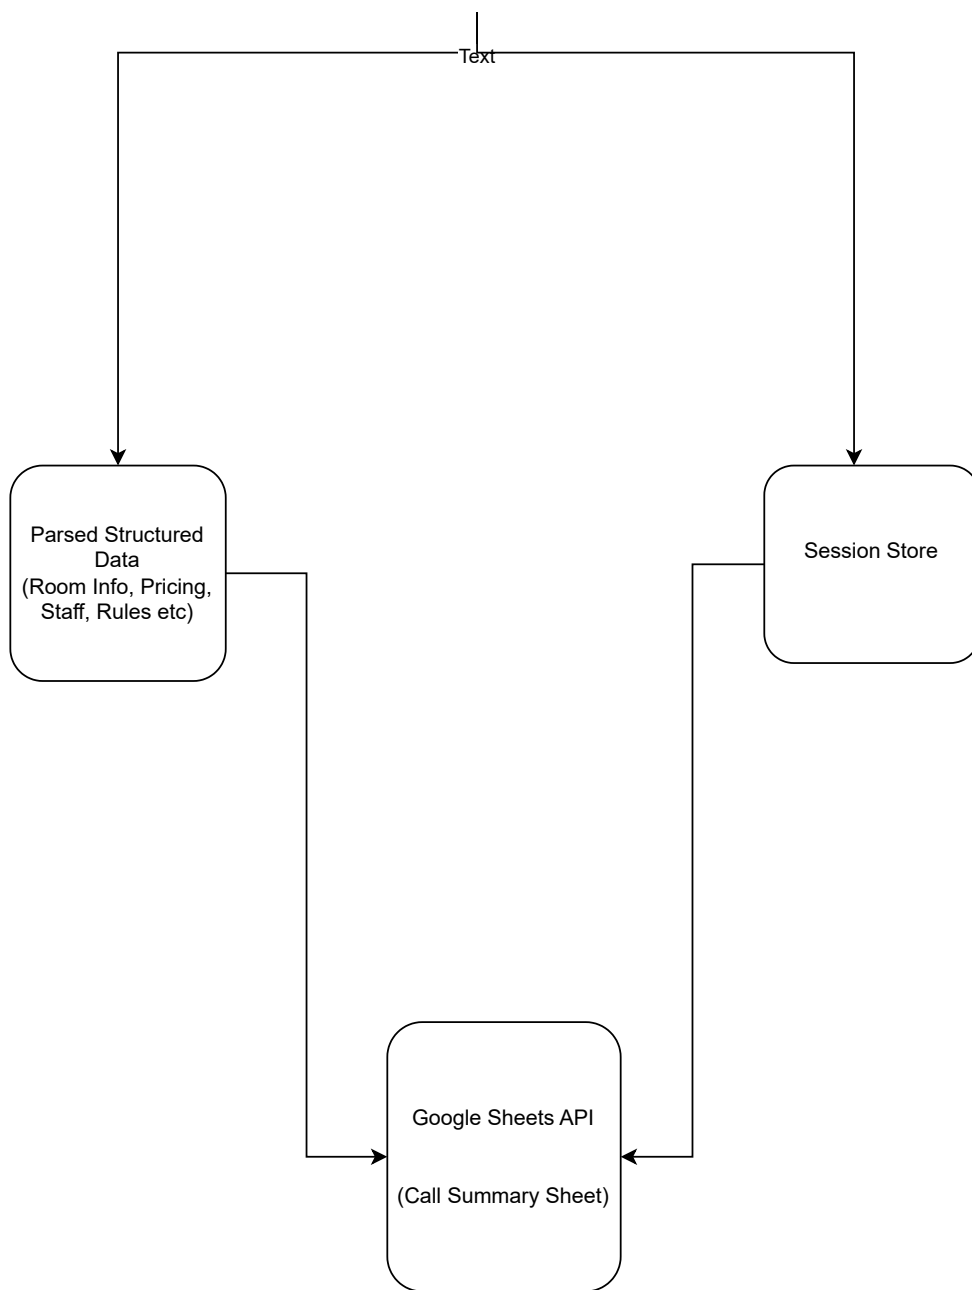 Text
Parsed Structured
Data
(Room Info, Pricing,
Staff, Rules etc)
Session Store
Google Sheets API
(Call Summary Sheet)